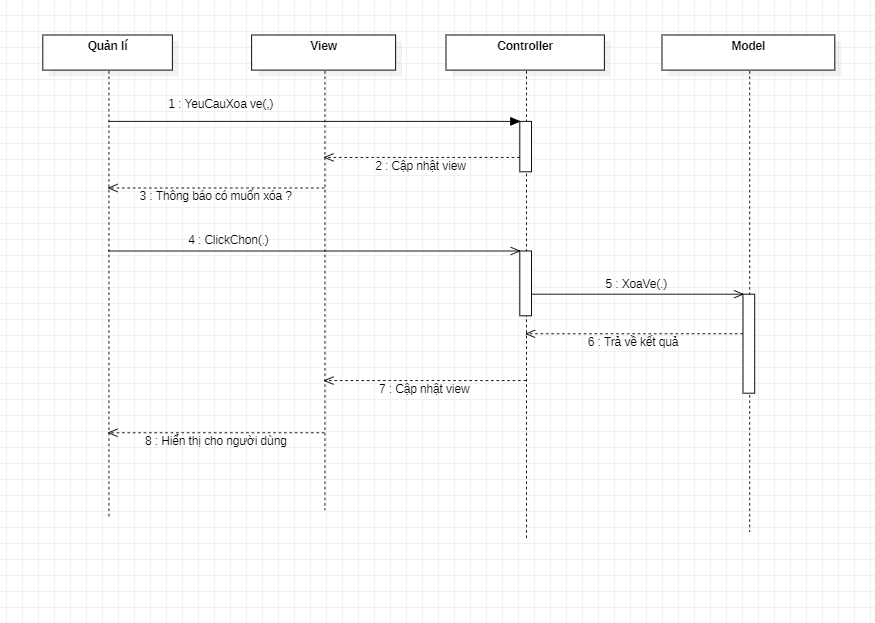 Quản lí
View
Controller
Model
1 : YeuCauXoa ve(.)
2 : Cập nhật view
3 : Thông báo có muốn xóa ?
4 : ClickChon(.)
5 : XoaVe(.)
6 : Trả về kết quả
7 : Cập nhật view
8 : Hiển thị cho người dùng